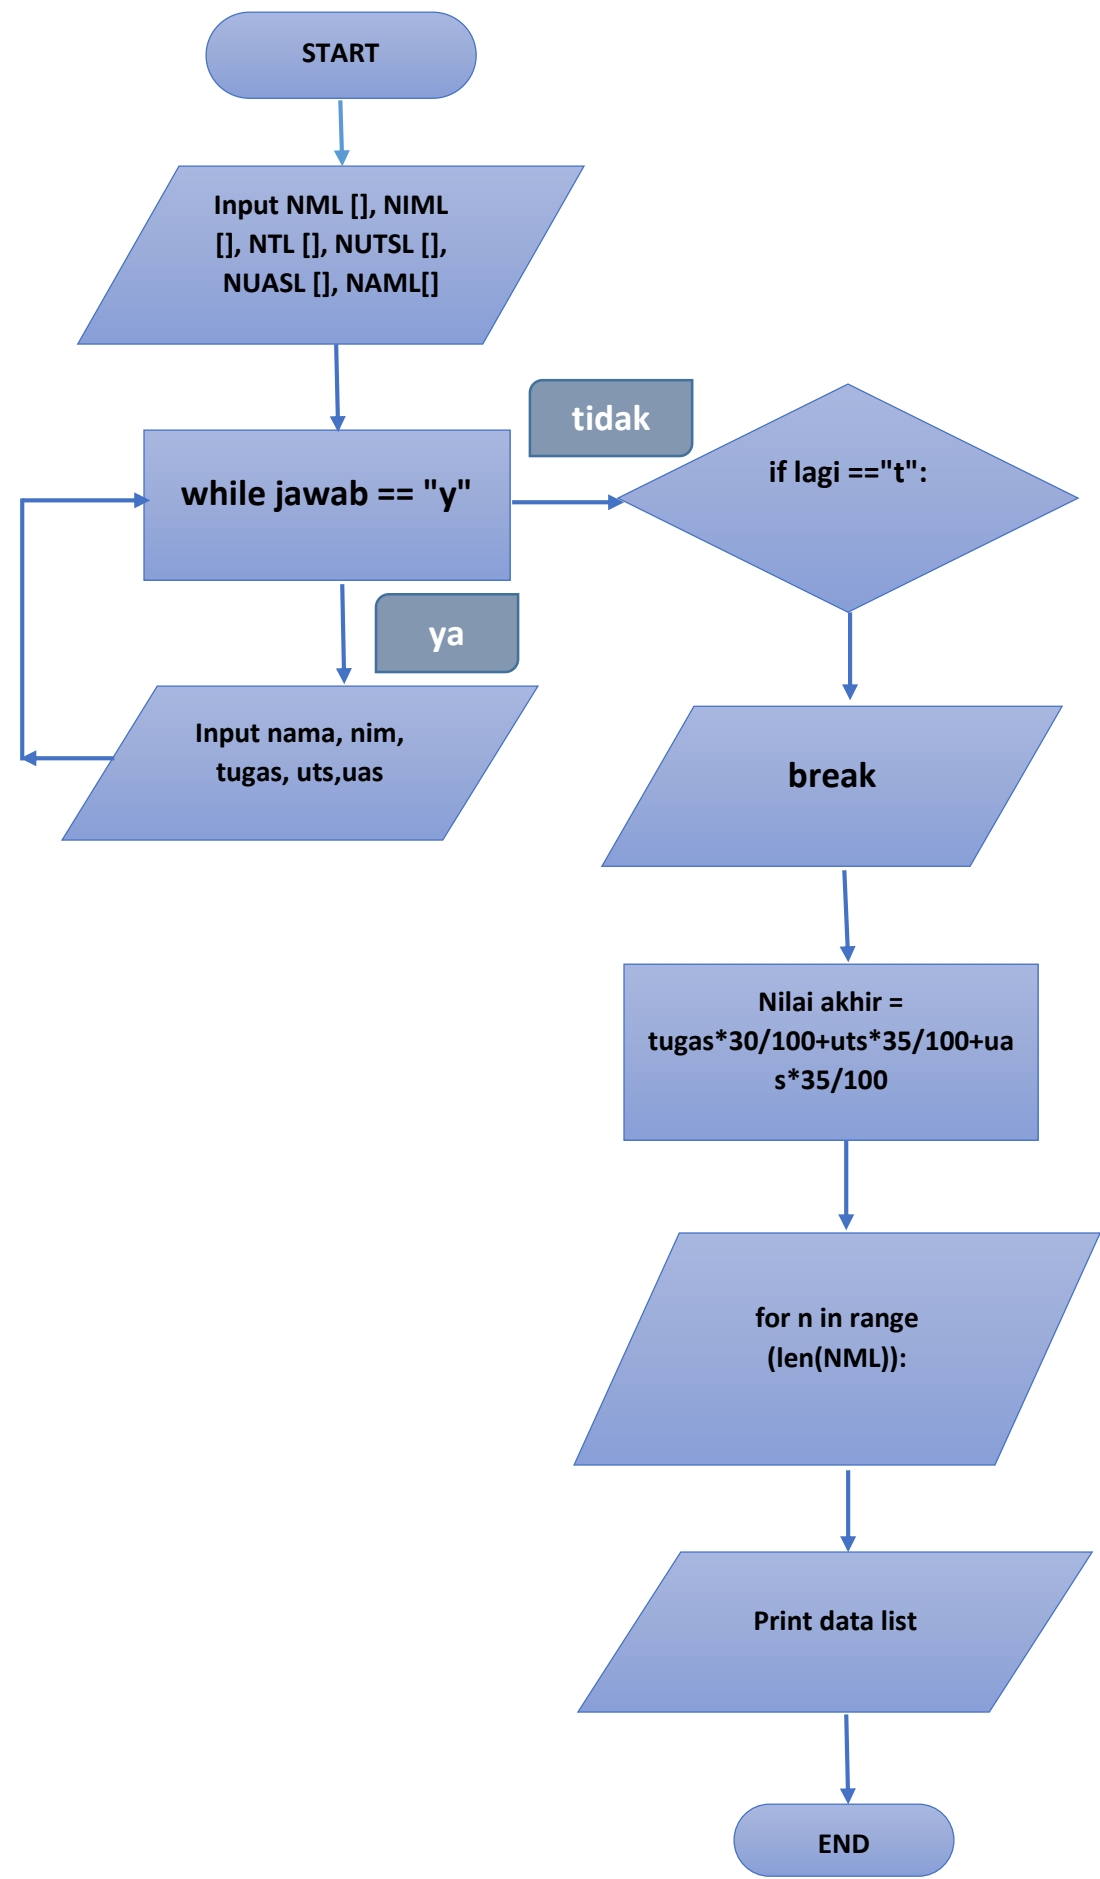 START
Input NML [], NIML
[], NTL [], NUTSL [],
NUASL [], NAML[]
tidak
while jawab == "y"
if lagi =="t":
ya
Input nama, nim,
tugas, uts,uas
break
Nilai akhir =
tugas*30/100+uts*35/100+ua
s*35/100
for n in range
(len(NML)):
Print data list
END